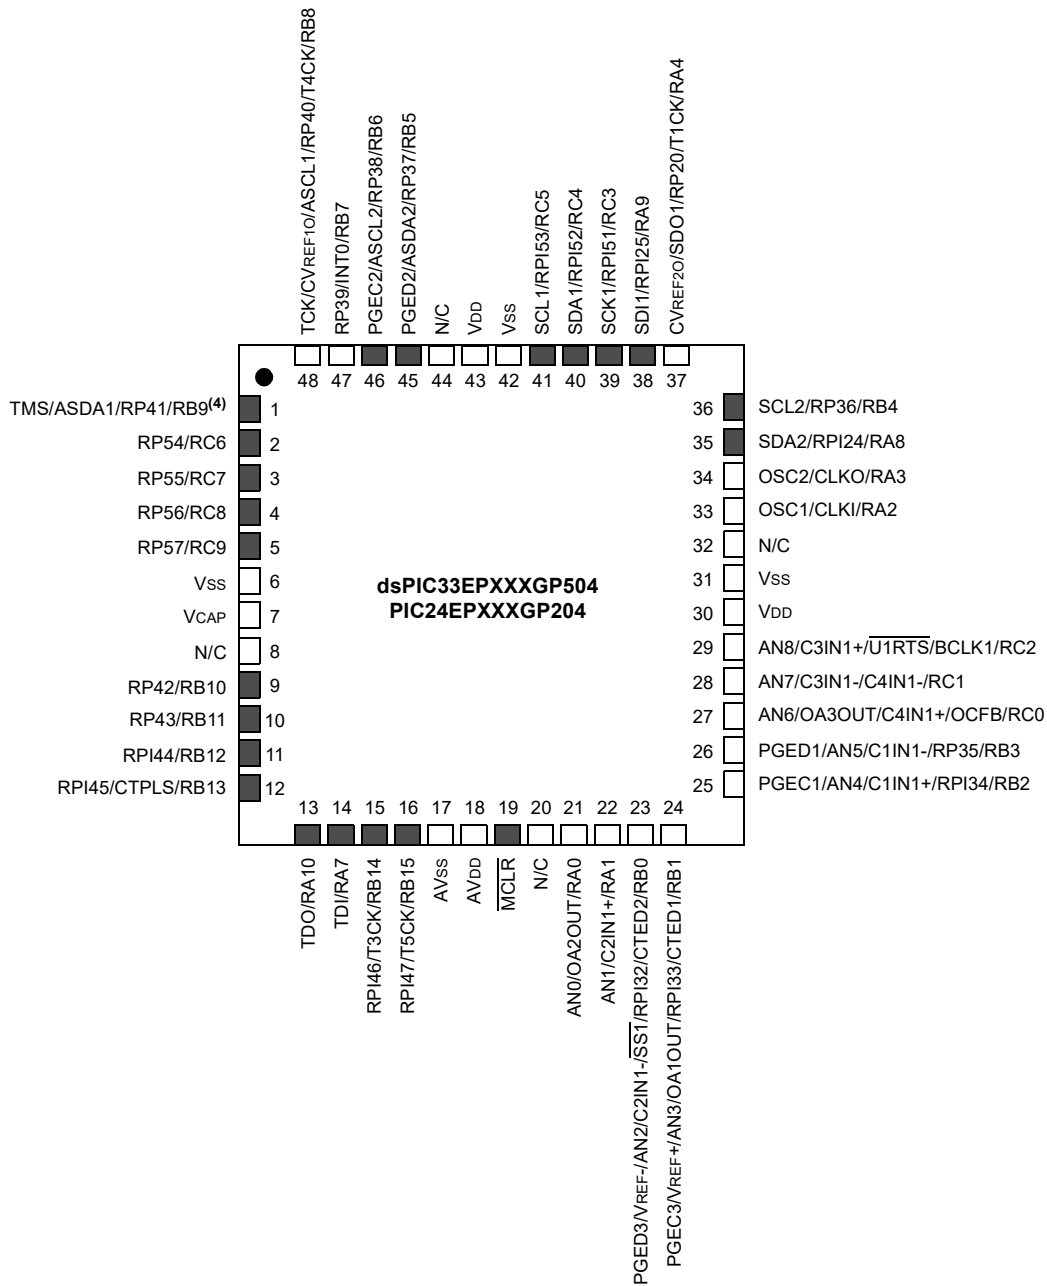 TCK/CVREF1O/ASCL1/RP40/T4CK/RB8
RP39/INT0/RB7
PGEC2/ASCL2/RP38/RB6
PGED2/ASDA2/RP37/RB5
N/C
VDD
VSS
SCL1/RPI53/RC5
SDA1/RPI52/RC4
SCK1/RPI51/RC3
SDI1/RPI25/RA9
CVREF2O/SDO1/RP20/T1CK/RA4
48 47 46 45 44 43 42 41 40 39 38 37
TMS/ASDA1/RP41/RB9(4) 1
RP54/RC6 2
RP55/RC7 3
RP56/RC8 4
RP57/RC9 5
VSS 6
VCAP 7
N/C 8
RP42/RB10 9
RP43/RB11 10
RPI44/RB12 11
RPI45/CTPLS/RB13 12
dsPIC33EPXXXGP504
PIC24EPXXXGP204
36 SCL2/RP36/RB4
35 SDA2/RPI24/RA8
34 OSC2/CLKO/RA3
33 OSC1/CLKI/RA2
32 N/C
31 VSS
30 VDD
29 AN8/C3IN1+/U1RTS/BCLK1/RC2
28 AN7/C3IN1-/C4IN1-/RC1
27 AN6/OA3OUT/C4IN1+/OCFB/RC0
26 PGED1/AN5/C1IN1-/RP35/RB3
25 PGEC1/AN4/C1IN1+/RPI34/RB2
13 14 15 16 17 18 19 20 21 22 23 24
TDO/RA10
TDI/RA7
RPI46/T3CK/RB14
RPI47/T5CK/RB15
AVSS
AVDD
MCLR
N/C
AN0/OA2OUT/RA0
AN1/C2IN1+/RA1
PGED3/VREF-/AN2/C2IN1-/SS1/RPI32/CTED2/RB0
PGEC3/VREF+/AN3/OA1OUT/RPI33/CTED1/RB1